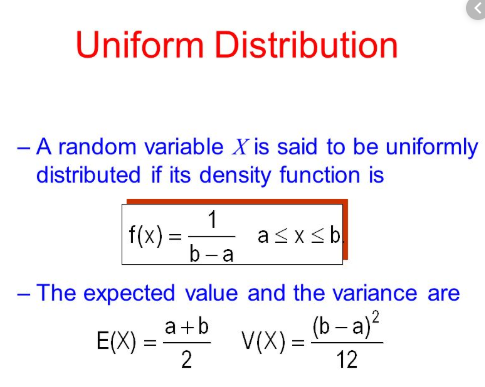 Uniform Distribution
– A random variable X is said to be uniformly
distributed if its density function is
f(x) = 1/(b – a) a ≤ x ≤ b.
– The expected value and the variance are
E(X) = (a + b)/2 V(X) = (b – a)²/12